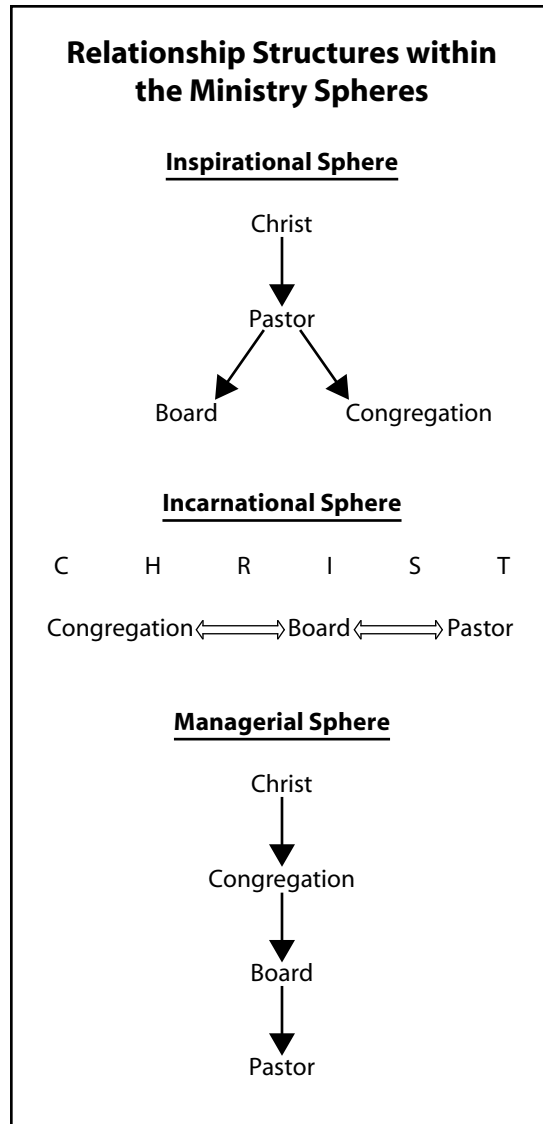 Relationship Structures within
the Ministry Spheres
Inspirational Sphere
Christ
Pastor
Board Congregation
Incarnational Sphere
C H R I S T
Congregation Board Pastor
Managerial Sphere
Christ
Congregation
Board
Pastor